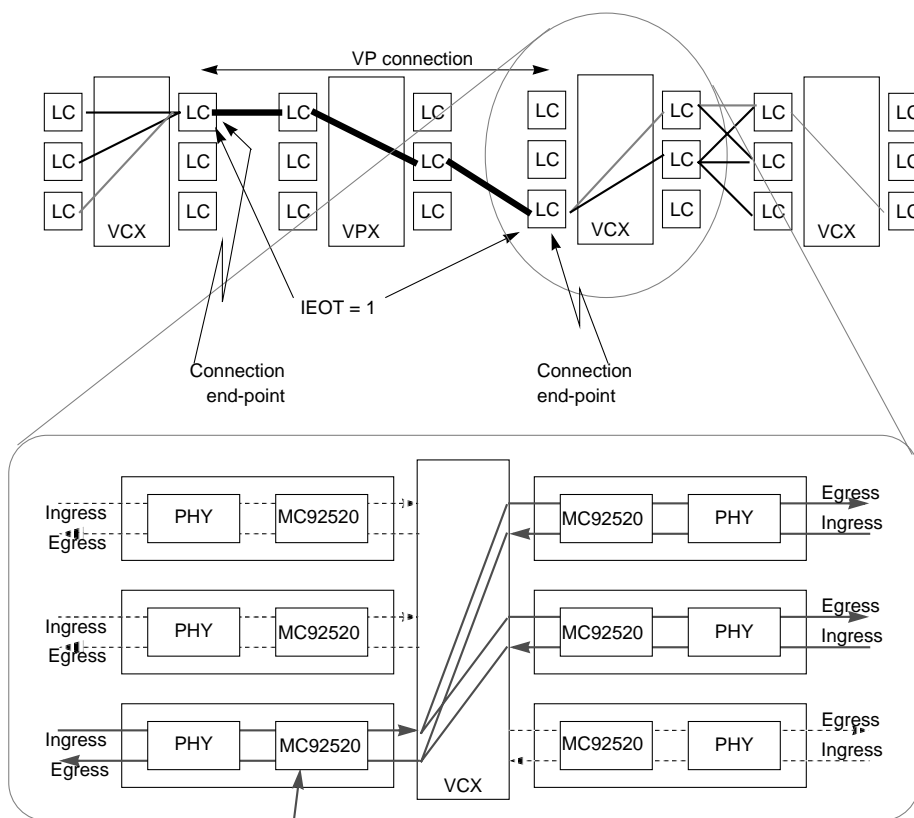 VP connection
LC LC LC LC LC LC LC LC
LC LC LC LC LC LC LC LC
LC LC LC LC LC LC LC LC
VCX VPX VCX VCX
IEOT = 1
Connection
end-point
Connection
end-point
Ingress
Egress
PHY
MC92520
MC92520
PHY
Egress
Ingress
Ingress
Egress
PHY
MC92520
MC92520
PHY
Egress
Ingress
Ingress
Egress
PHY
MC92520
MC92520
PHY
Egress
Ingress
VCX